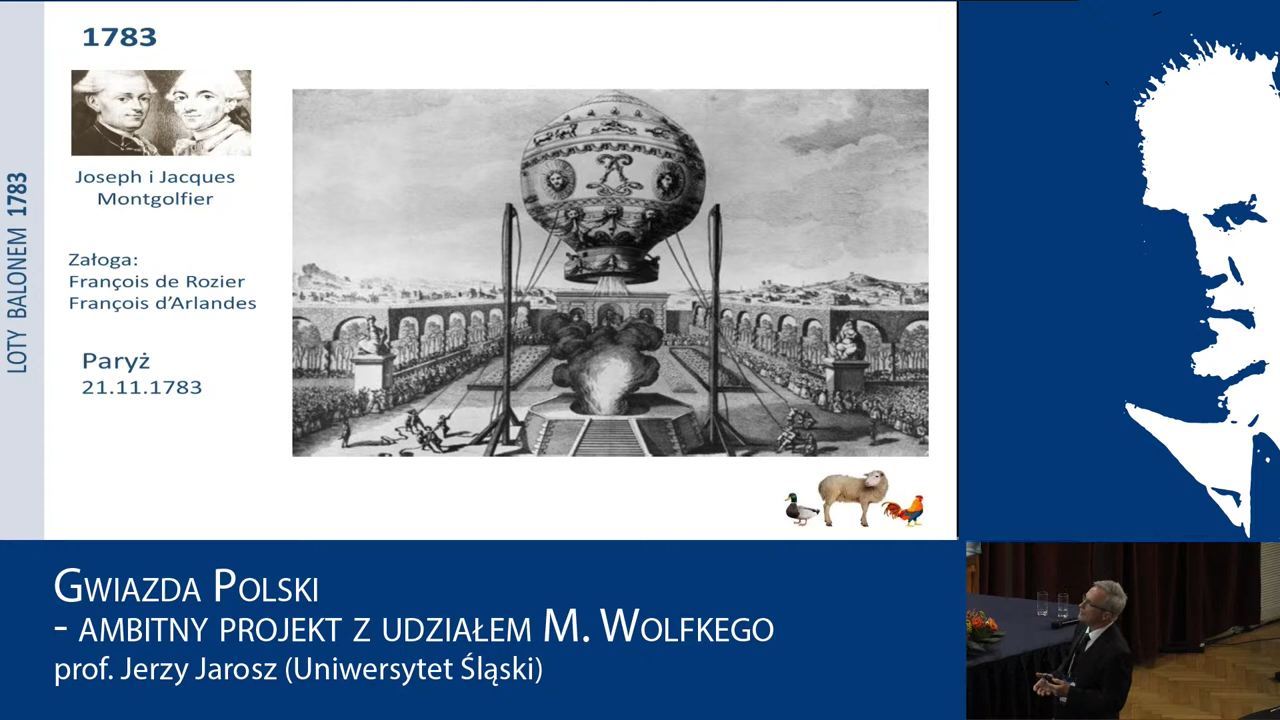 LOTY BALONEM 1783
1783
Joseph i Jacques
Montgolfier
Załoga:
François de Rozier
François d’Arlandes
Paryż
21.11.1783
Gwiazda Polski
- ambitny projekt z udziałem M. Wolfkego
prof. Jerzy Jarosz (Uniwersytet Śląski)